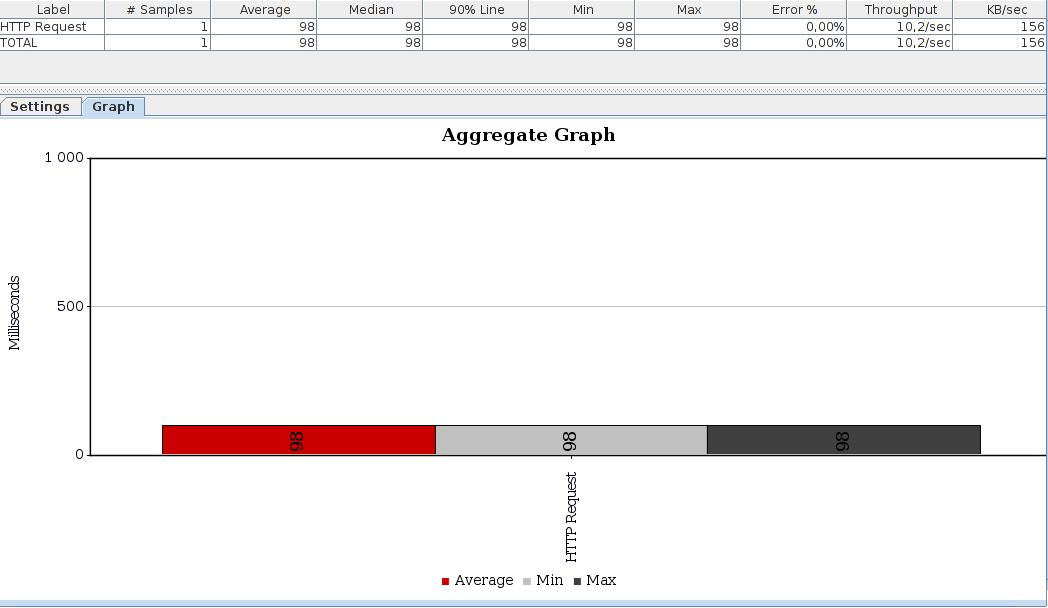 Label # Samples Average Median 90% Line Min Max Error % Throughput KB/sec
HTTP Request 1 98 98 98 98 98 0,00% 10,2/sec 156
TOTAL 1 98 98 98 98 98 0,00% 10,2/sec 156
Settings Graph
Aggregate Graph
1 000
Milliseconds
500
98 98 98
0
HTTP Request
Average Min Max